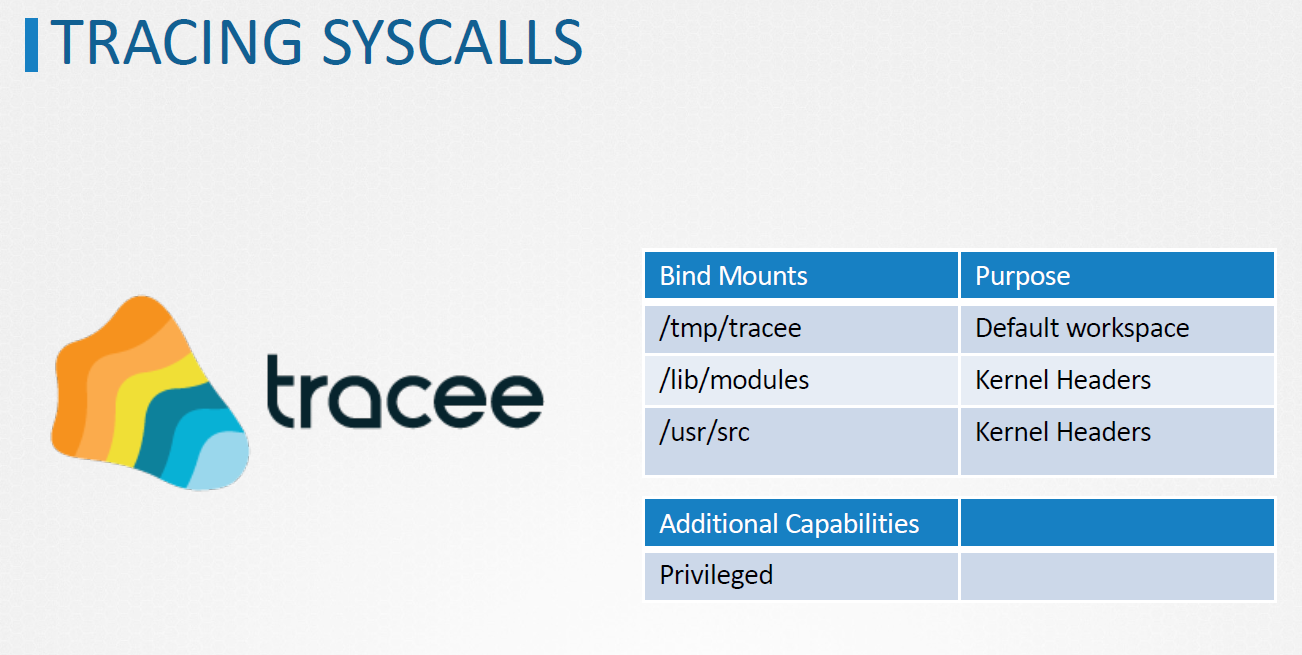 TRACING SYSCALLS
tracee
Bind Mounts Purpose
/tmp/tracee Default workspace
/lib/modules Kernel Headers
/usr/src Kernel Headers
Additional Capabilities
Privileged